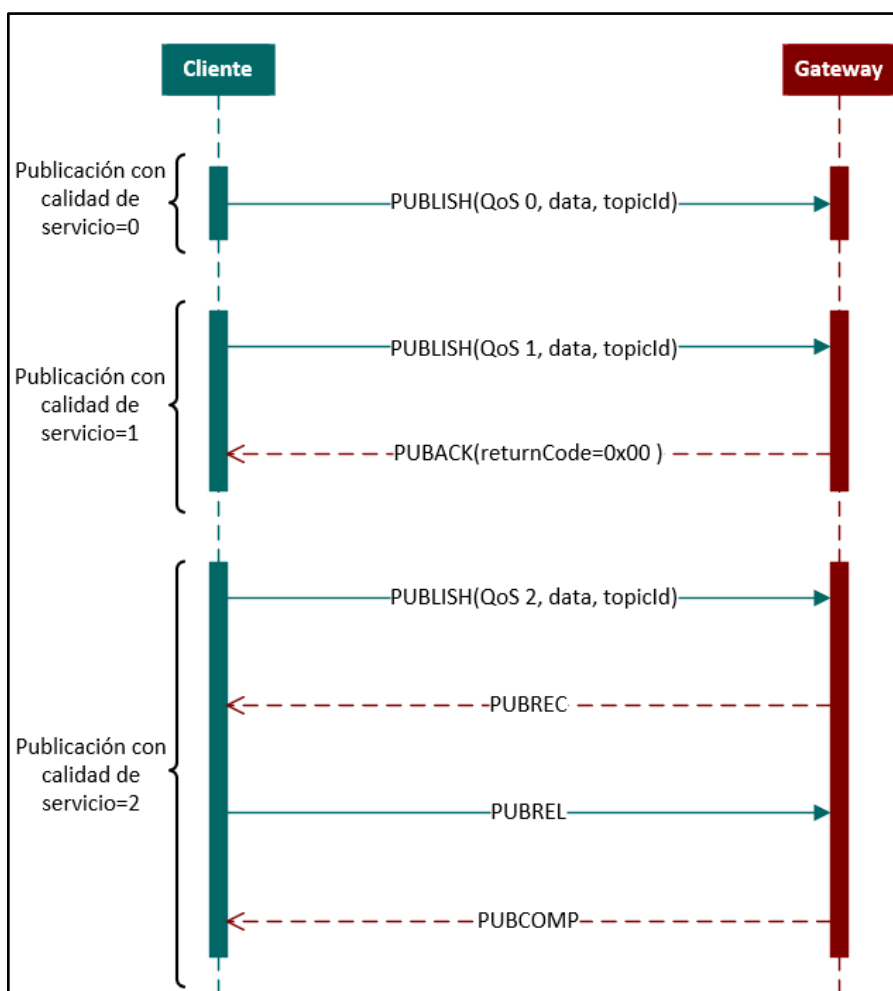 Cliente
Gateway
Publicación con
calidad de
servicio=0
PUBLISH(QoS 0, data, topicId)
Publicación con
calidad de
servicio=1
PUBLISH(QoS 1, data, topicId)
PUBACK(returnCode=0x00 )
Publicación con
calidad de
servicio=2
PUBLISH(QoS 2, data, topicId)
PUBREC
PUBREL
PUBCOMP